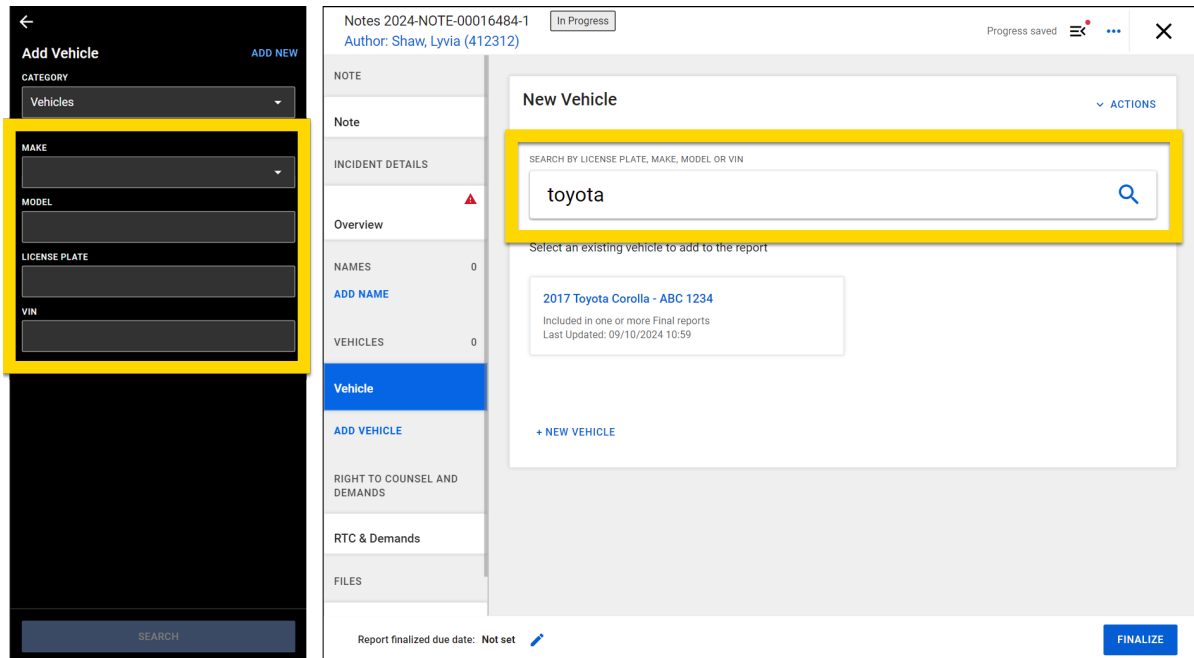 Add Vehicle
ADD NEW
CATEGORY
Vehicles
MAKE
MODEL
LICENSE PLATE
VIN
SEARCH
Notes 2024-NOTE-00016484-1
In Progress
Author: Shaw, Lyvia (412312)
Progress saved
NOTE
Note
INCIDENT DETAILS
Overview
NAMES 0
ADD NAME
VEHICLES 0
Vehicle
ADD VEHICLE
RIGHT TO COUNSEL AND
DEMANDS
RTC & Demands
FILES
New Vehicle
ACTIONS
SEARCH BY LICENSE PLATE, MAKE, MODEL OR VIN
toyota
Select an existing vehicle to add to the report
2017 Toyota Corolla - ABC 1234
Included in one or more Final reports
Last Updated: 09/10/2024 10:59
+ NEW VEHICLE
Report finalized due date: Not set
FINALIZE